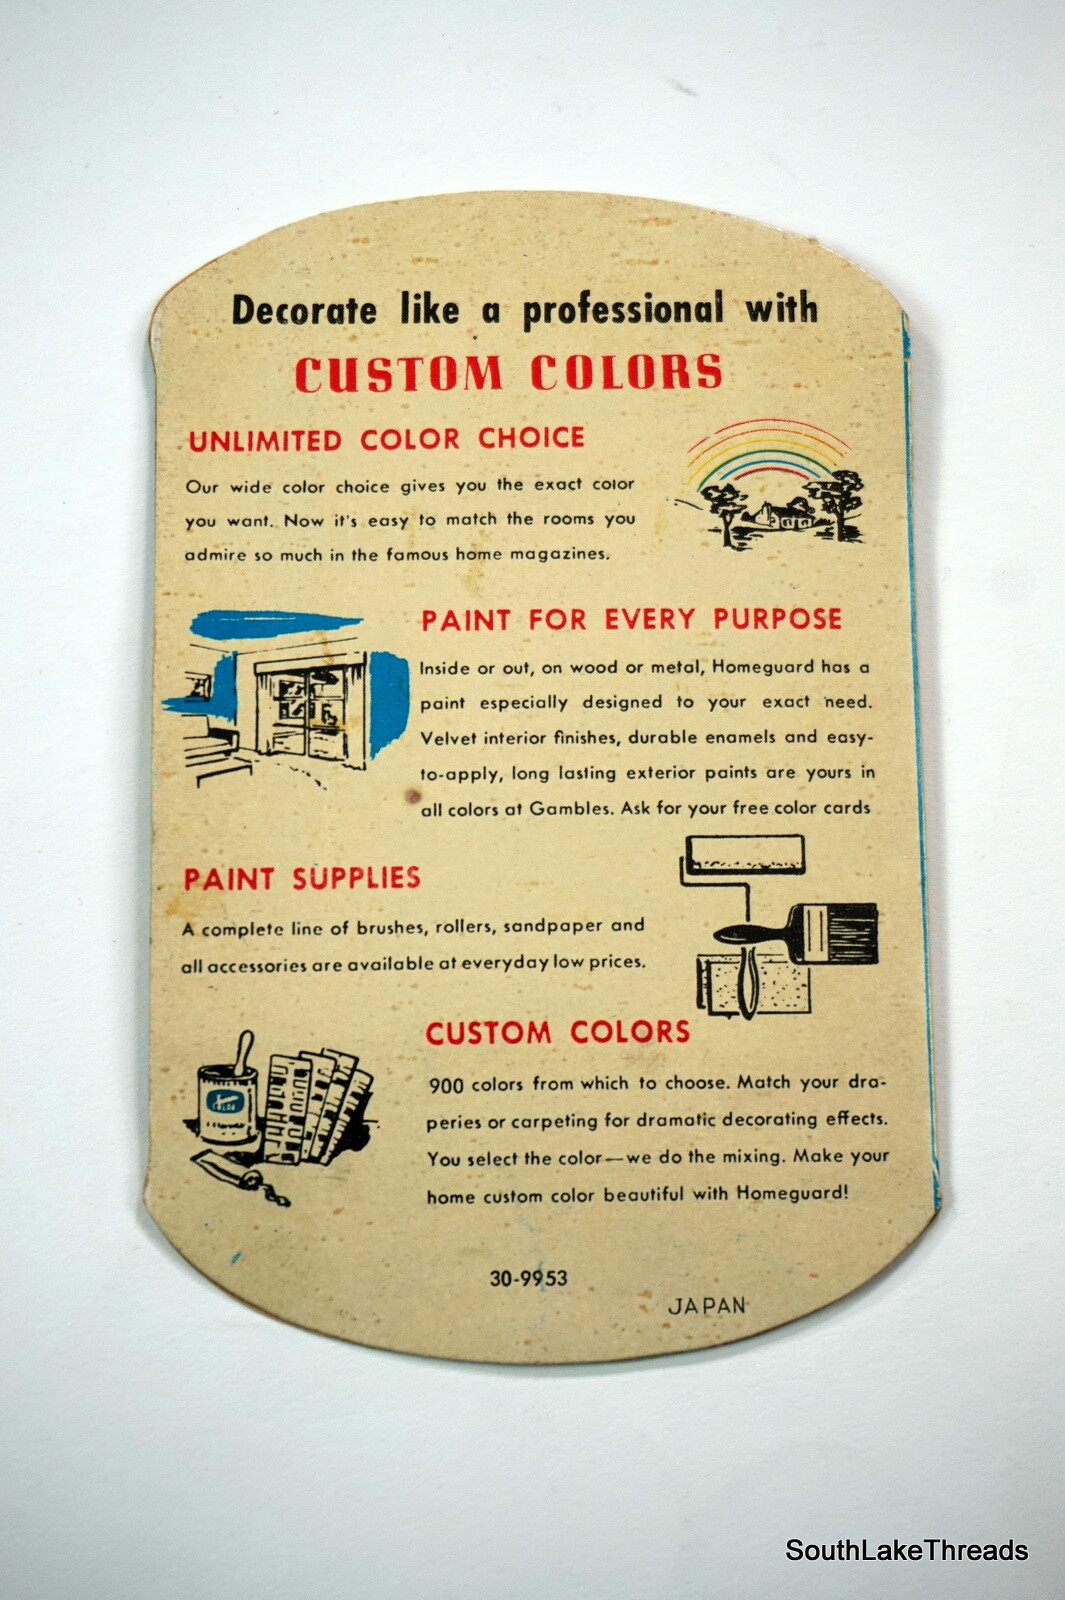 Decorate like a professional with
CUSTOM COLORS
UNLIMITED COLOR CHOICE
Our wide color choice gives you the exact color
you want. Now it's easy to match the rooms you
admire so much in the famous home magazines.
PAINT FOR EVERY PURPOSE
Inside or out, on wood or metal, Homeguard has a
paint especially designed to your exact need.
Velvet interior finishes, durable enamels and easy-
to-apply, long lasting exterior paints are yours in
all colors at Gambles. Ask for your free color cards
PAINT SUPPLIES
A complete line of brushes, rollers, sandpaper and
all accessories are available at everyday low prices.
CUSTOM COLORS
900 colors from which to choose. Match your dra-
peries or carpeting for dramatic decorating effects.
You select the color—we do the mixing. Make your
home custom color beautiful with Homeguard!
30-9953
JAPAN
SouthLakeThreads